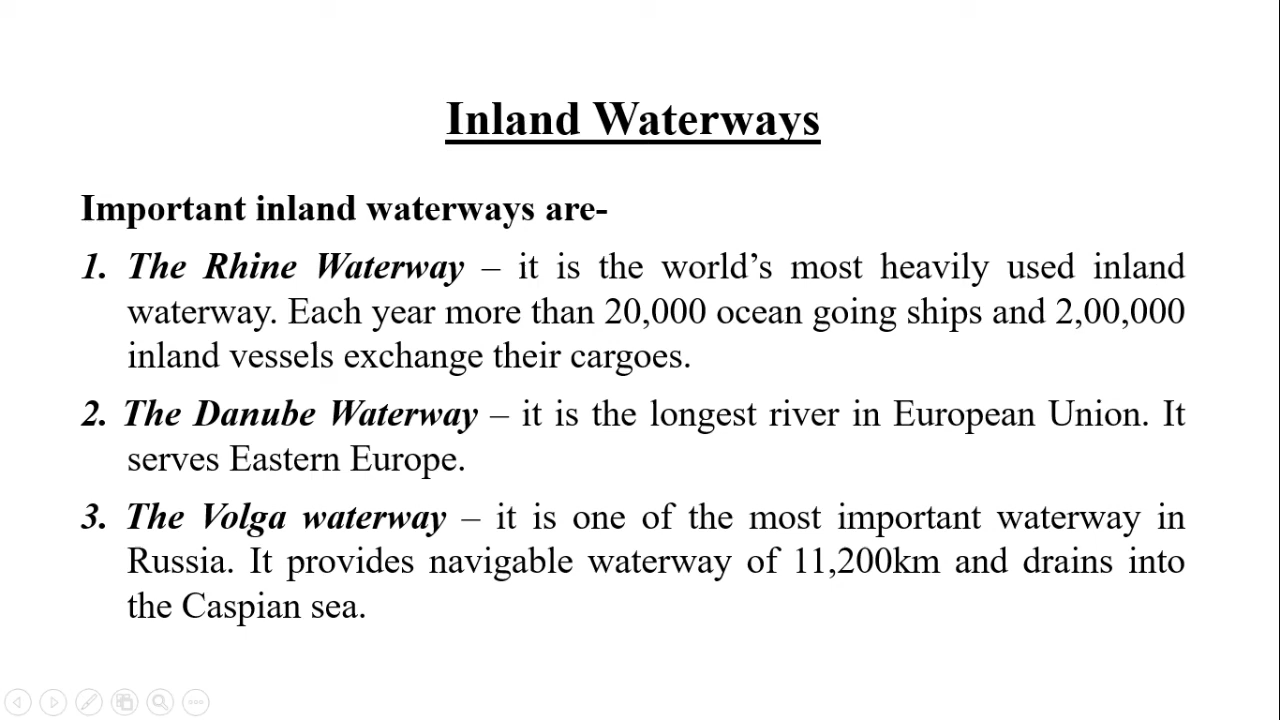 Inland Waterways
Important inland waterways are-
1. The Rhine Waterway – it is the world’s most heavily used inland
waterway. Each year more than 20,000 ocean going ships and 2,00,000
inland vessels exchange their cargoes.
2. The Danube Waterway – it is the longest river in European Union. It
serves Eastern Europe.
3. The Volga waterway – it is one of the most important waterway in
Russia. It provides navigable waterway of 11,200km and drains into
the Caspian sea.